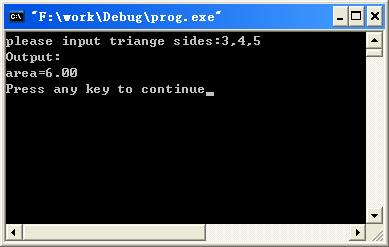 "F:\work\Debug\prog.exe"
please input triange sides:3,4,5
Output:
area=6.00
Press any key to continue_